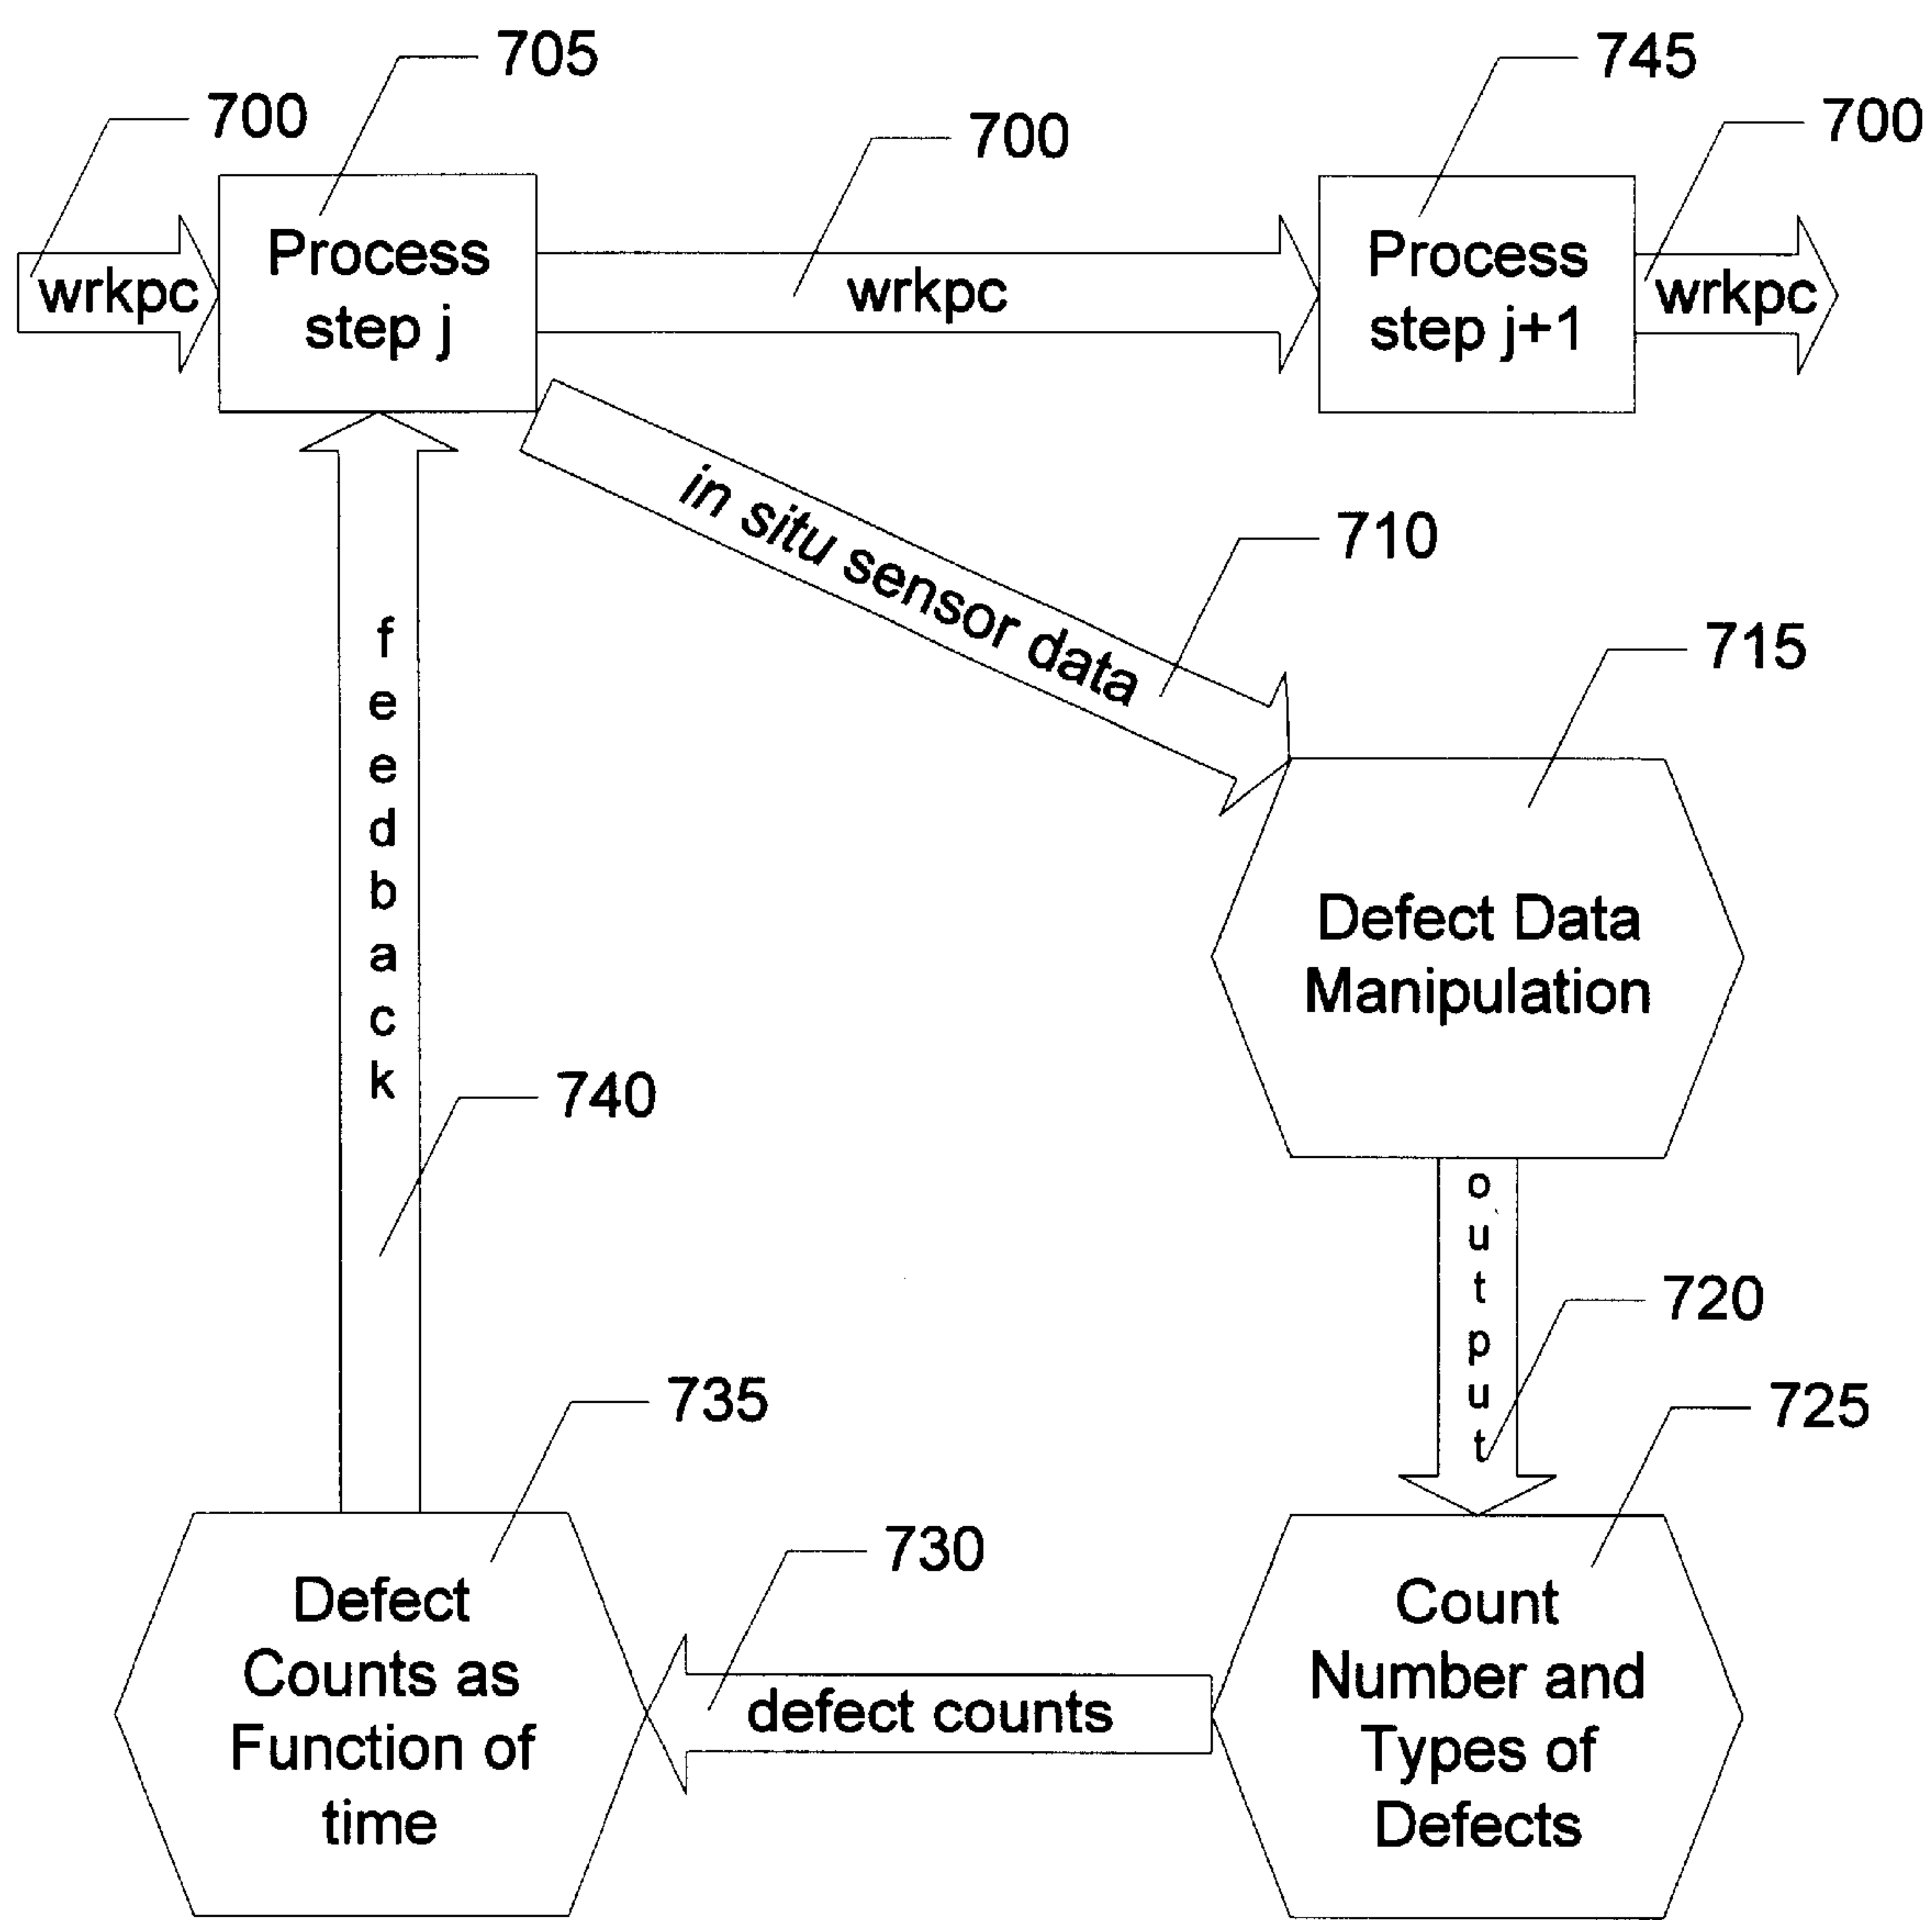 705
745
700
700
700
Process
step j
Process
step j+1
wrkpc
wrkpc
wrkpc
in situ sensor data
710
715
feedback
Defect Data
Manipulation
740
output
720
735
725
730
Defect
Counts as
Function of
time
defect counts
Count
Number and
Types of
Defects